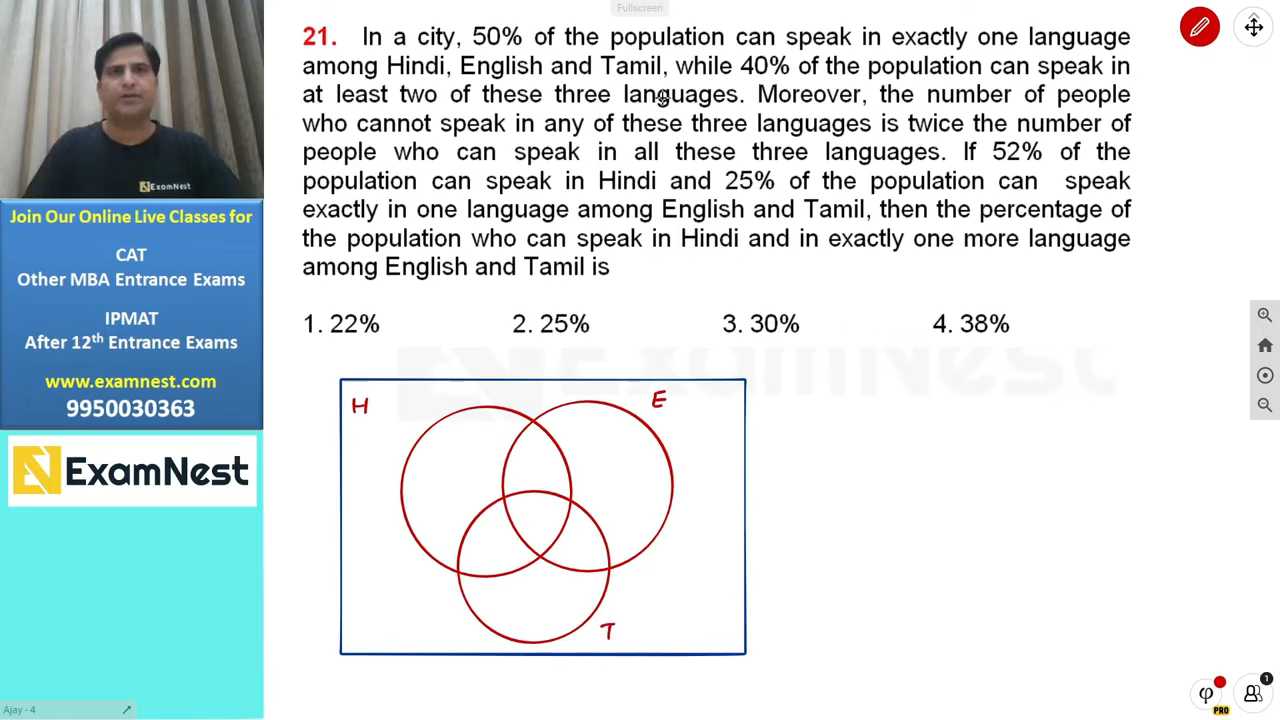 Fullscreen
21. In a city, 50% of the population can speak in exactly one language
among Hindi, English and Tamil, while 40% of the population can speak in
at least two of these three languages. Moreover, the number of people
who cannot speak in any of these three languages is twice the number of
people who can speak in all these three languages. If 52% of the
population can speak in Hindi and 25% of the population can speak
exactly in one language among English and Tamil, then the percentage of
the population who can speak in Hindi and in exactly one more language
among English and Tamil is
1. 22% 2. 25% 3. 30% 4. 38%
ExamNest
H
E
T
ExamNest
Join Our Online Live Classes for
CAT
Other MBA Entrance Exams
IPMAT
After 12th Entrance Exams
www.examnest.com
9950030363
ExamNest
Ajay - 4
φ
PRO
1